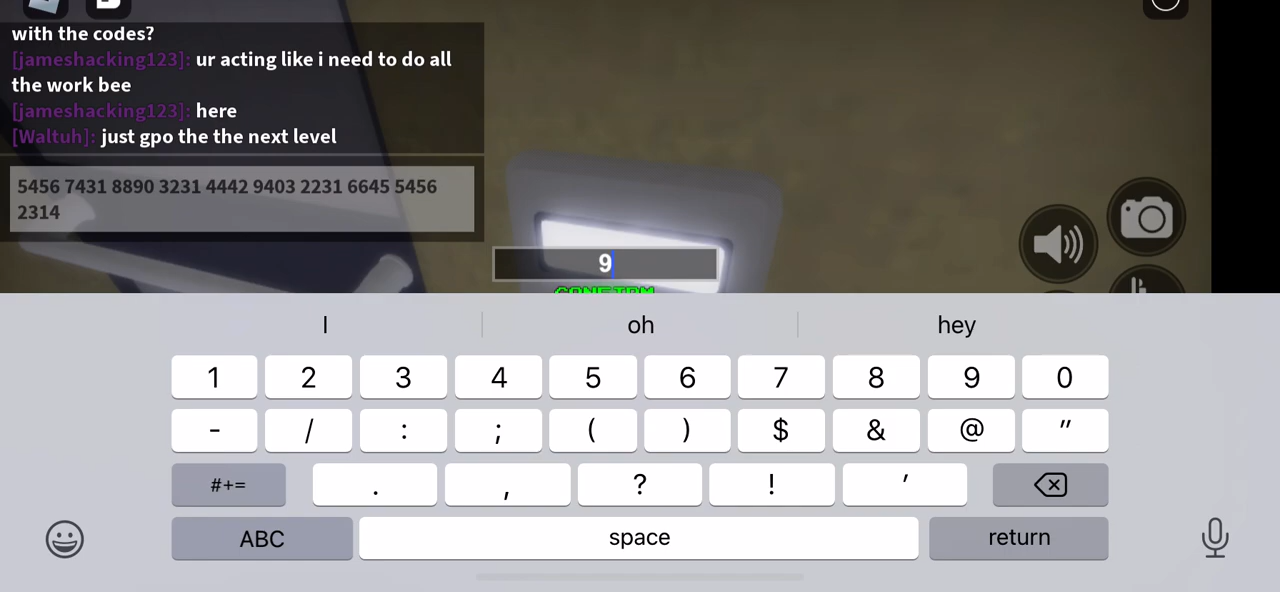 with the codes?
[jameshacking123]: ur acting like i need to do all
the work bee
[jameshacking123]: here
[Waltuh]: just gpo the the next level
5456 7431 8890 3231 4442 9403 2231 6645 5456
2314
9
CONFIRM
I oh hey
1 2 3 4 5 6 7 8 9 0
- / : ; ( ) $ & @ "
#+= . , ? ! '
ABC space return